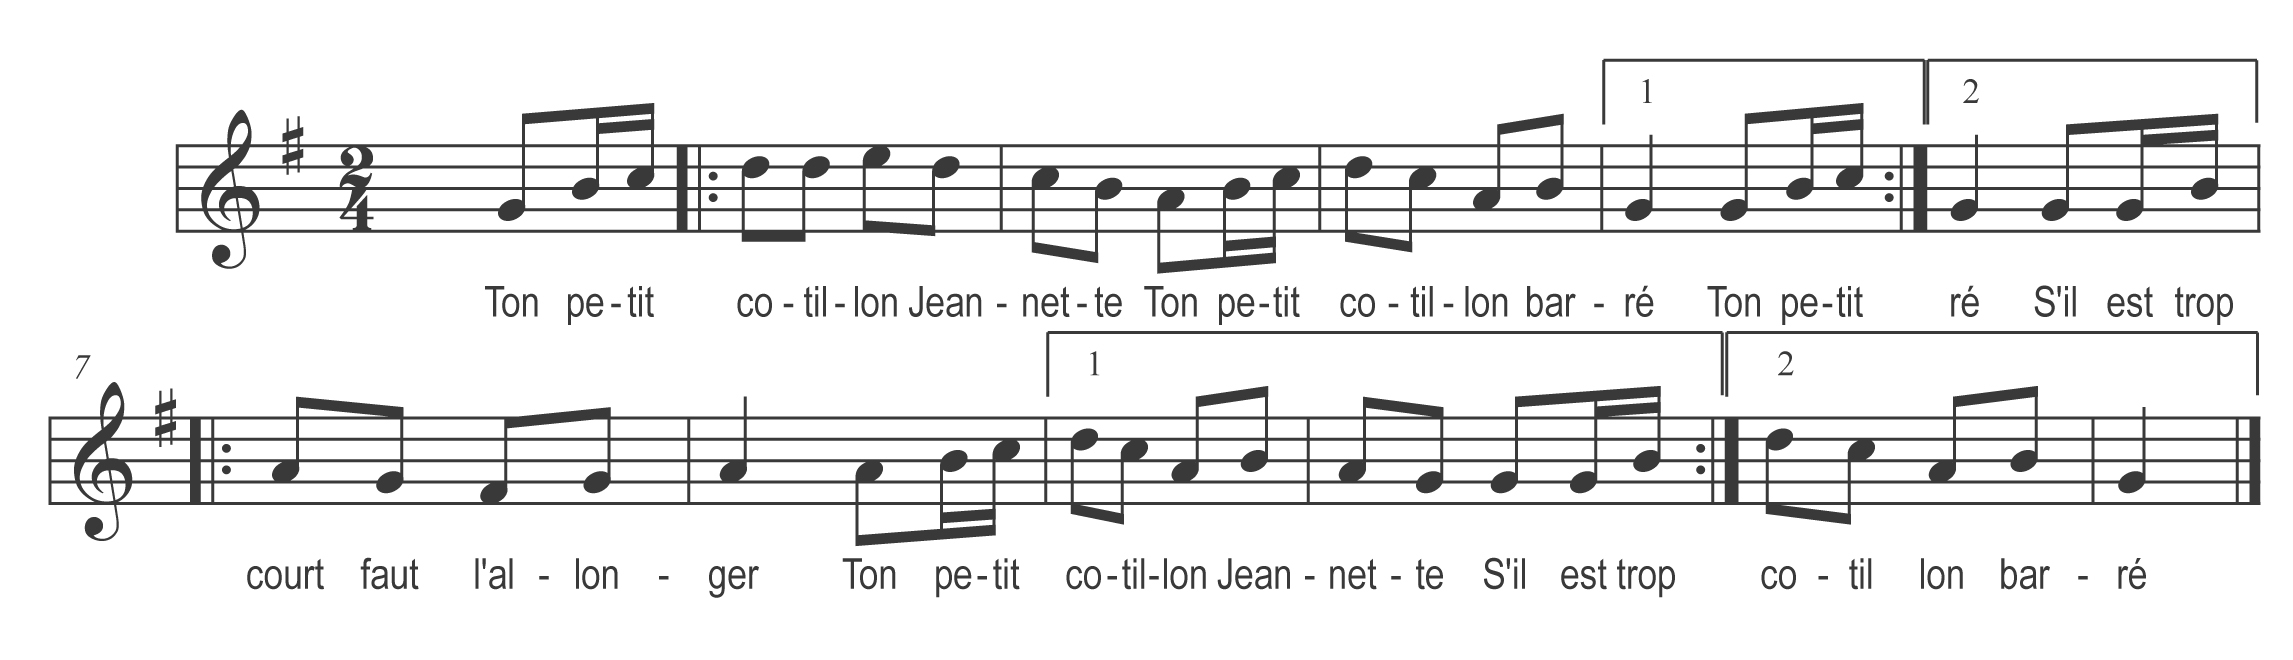 1 2
Ton pe-tit co-til-lon Jean-net-te Ton pe-tit co-til-lon bar-ré Ton pe-tit ré S'il est trop
7 1 2
court faut l'al-lon-ger Ton pe-tit co-til-lon Jean-net-te S'il est trop co-til lon bar-ré